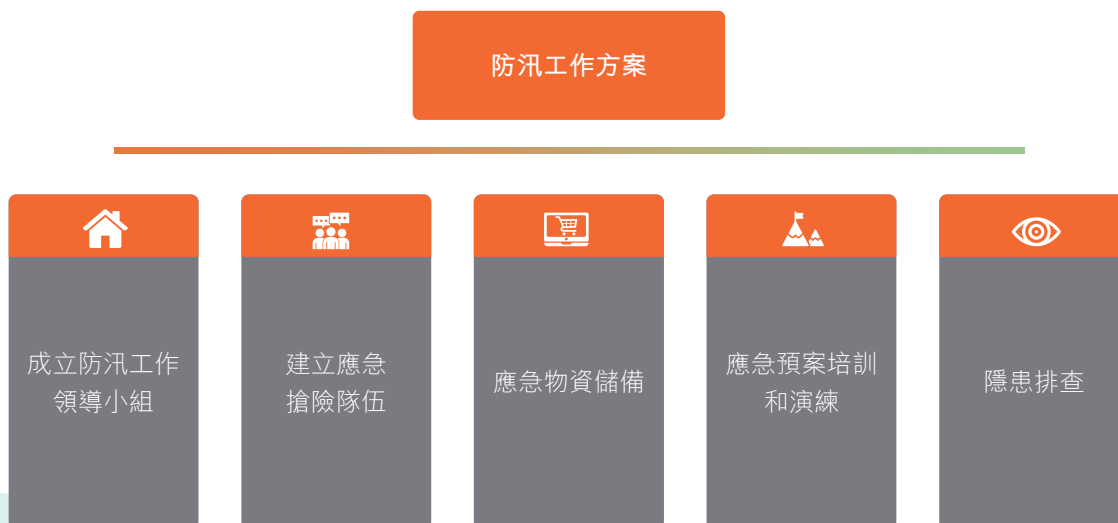 防汛工作方案
成立防汛工作
領導小組
建立應急
搶險隊伍
應急物資儲備
應急預案培訓
和演練
隱患排查